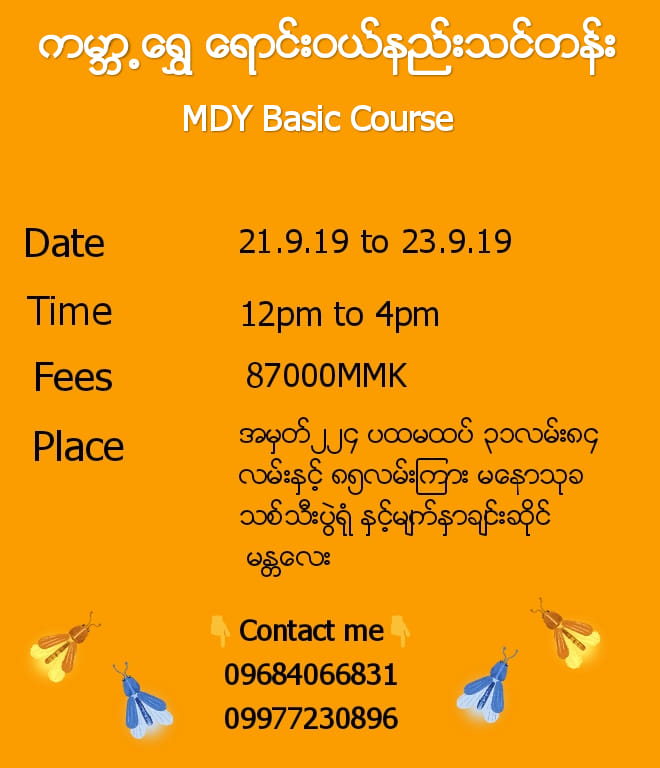 ကမ္ဘာ့ရွှေ ရောင်းဝယ်နည်းသင်တန်း
MDY Basic Course
Date 21.9.19 to 23.9.19
Time 12pm to 4pm
Fees 87000MMK
Place အမှတ်၂၂၄ ပထမထပ် ၃၁လမ်း၈၄
လမ်းနှင့် ၈၅လမ်းကြား မနောသုခ
သစ်သီးပွဲရုံ နှင့်မျက်နှာချင်းဆိုင်
မန္တလေး
👇Contact me👇
09684066831
09977230896